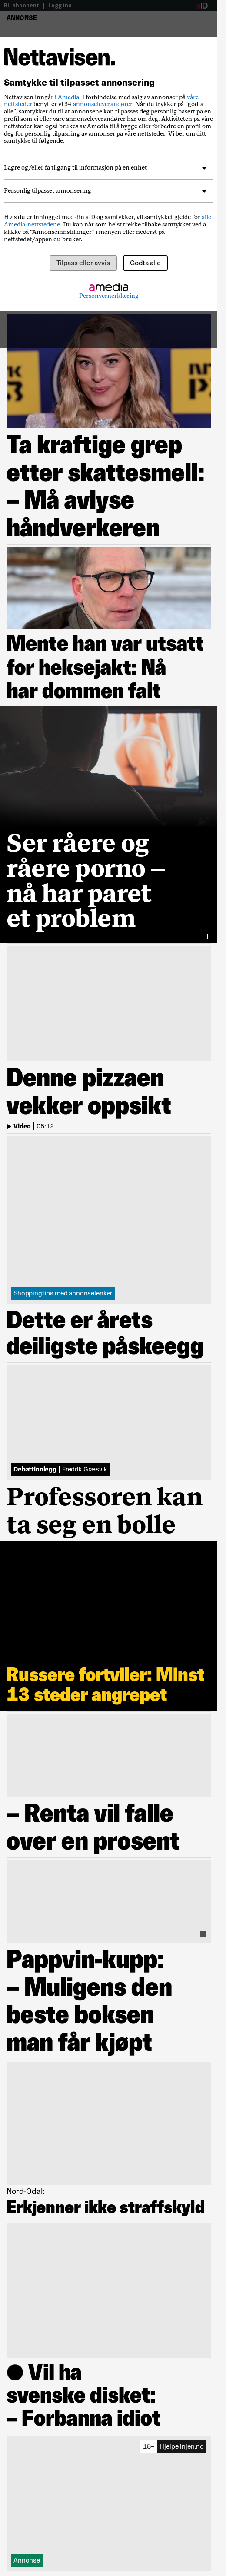 Bli abonnent | Logg inn
aID
ANNONSE
Nettavisen.
Samtykke til tilpasset annonsering
Nettavisen inngår i Amedia. I forbindelse med salg av annonser på våre
nettsteder benytter vi 34 annonseleverandører. Når du trykker på "godta
alle", samtykker du til at annonsene kan tilpasses deg personlig basert på en
profil av deg hos oss eller våre annonseleverandører om deg. Aktiviteten din på våre
nettsteder kan også brukes av Amedia til å bygge eller forbedre en profil om
deg for personlig tilpasning av annonser på våre nettsteder. Vi ber om ditt
samtykke til følgende:
Lagre og/eller få tilgang til informasjon på en enhet
Personlig tilpasset annonsering
Hvis du er innlogget med din aID og samtykker, vil samtykket gjelde for alle
Amedia-nettstedene. Du kan når som helst trekke tilbake samtykket ved å
klikke på “Annonseinnstillinger” i menyen eller nederst på
nettstedet/appen du bruker.
Tilpass eller avvis
Godta alle
amedia
Personvernerklæring
Ta kraftige grep
etter skattesmell:
– Må avlyse
håndverkeren
Mente han var utsatt
for heksejakt: Nå
har dommen falt
Ser råere og
råere porno –
nå har paret
et problem
Denne pizzaen
vekker oppsikt
Video | 05:12
Shoppingtips med annonselenker
Dette er årets
deiligste påskeegg
Debattinnlegg | Fredrik Græsvik
Professoren kan
ta seg en bolle
Russere fortviler: Minst
13 steder angrepet
– Renta vil falle
over en prosent
Pappvin-kupp:
– Muligens den
beste boksen
man får kjøpt
Nord-Odal:
Erkjenner ikke straffskyld
● Vil ha
svenske disket:
– Forbanna idiot
18+ Hjelpelinjen.no
Annonse